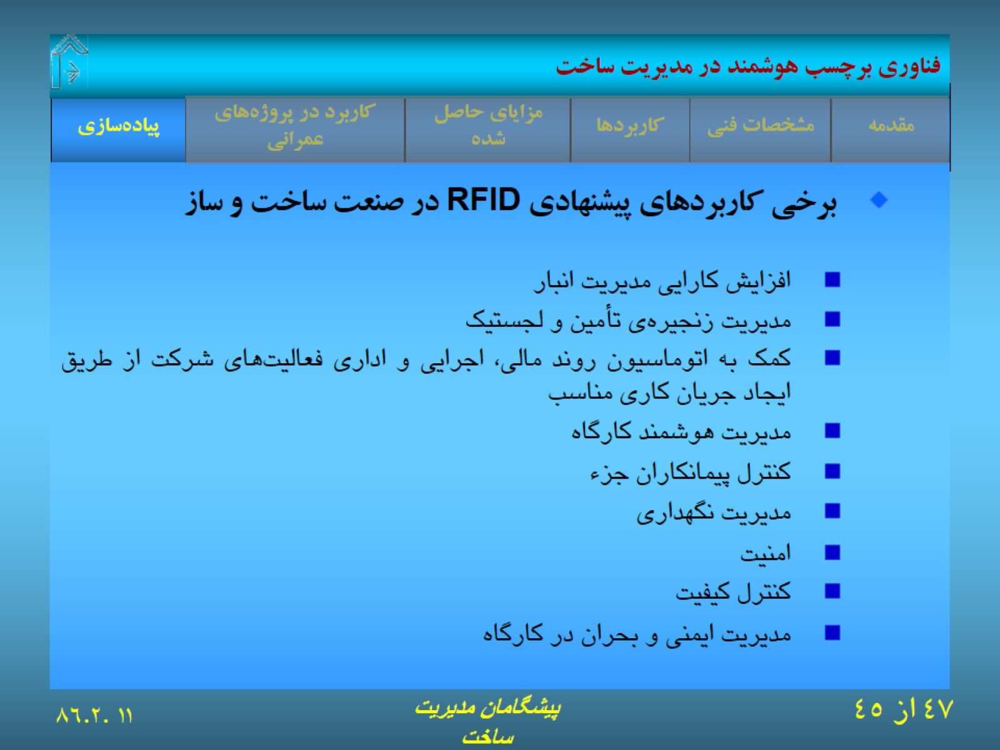 فناوری برچسب هوشمند در مدیریت ساخت
مقدمه
مشخصات فنی
کاربردها
مزایای حاصل
شده
کاربرد در پروژه‌های
عمرانی
پیاده‌سازی
برخی کاربردهای پیشنهادی RFID در صنعت ساخت و ساز
افزایش کارایی مدیریت انبار
مدیریت زنجیره‌ی تأمین و لجستیک
کمک به اتوماسیون روند مالی، اجرایی و اداری فعالیت‌های شرکت از طریق
ایجاد جریان کاری مناسب
مدیریت هوشمند کارگاه
کنترل پیمانکاران جزء
مدیریت نگهداری
امنیت
کنترل کیفیت
مدیریت ایمنی و بحران در کارگاه
٤٧ از ٤٥
پیشگامان مدیریت
ساخت
۸۶.۲. ۱۱